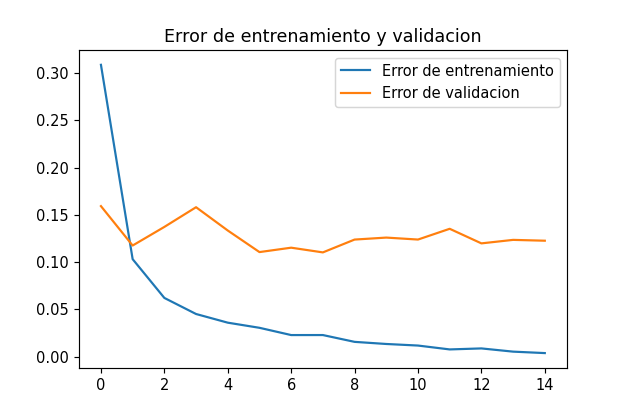 Error de entrenamiento y validacion
Error de entrenamiento
Error de validacion
0.30
0.25
0.20
0.15
0.10
0.05
0.00
0 2 4 6 8 10 12 14